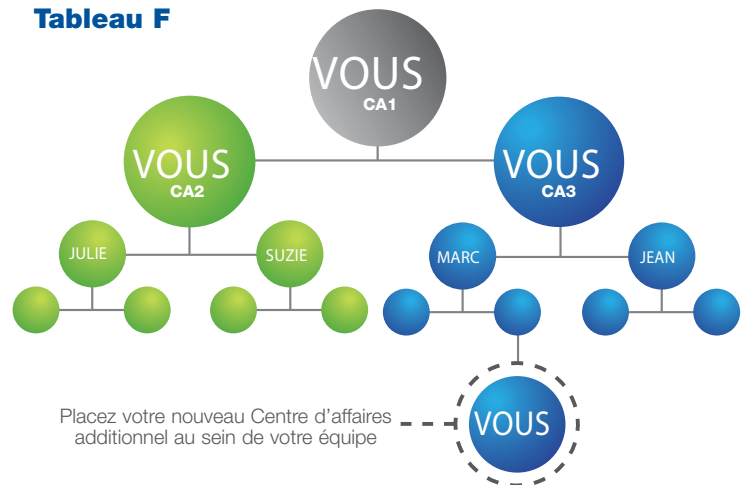 Tableau F
VOUS
CA1
VOUS
CA2
VOUS
CA3
JULIE
SUZIE
MARC
JEAN
Placez votre nouveau Centre d’affaires
additionnel au sein de votre équipe
VOUS